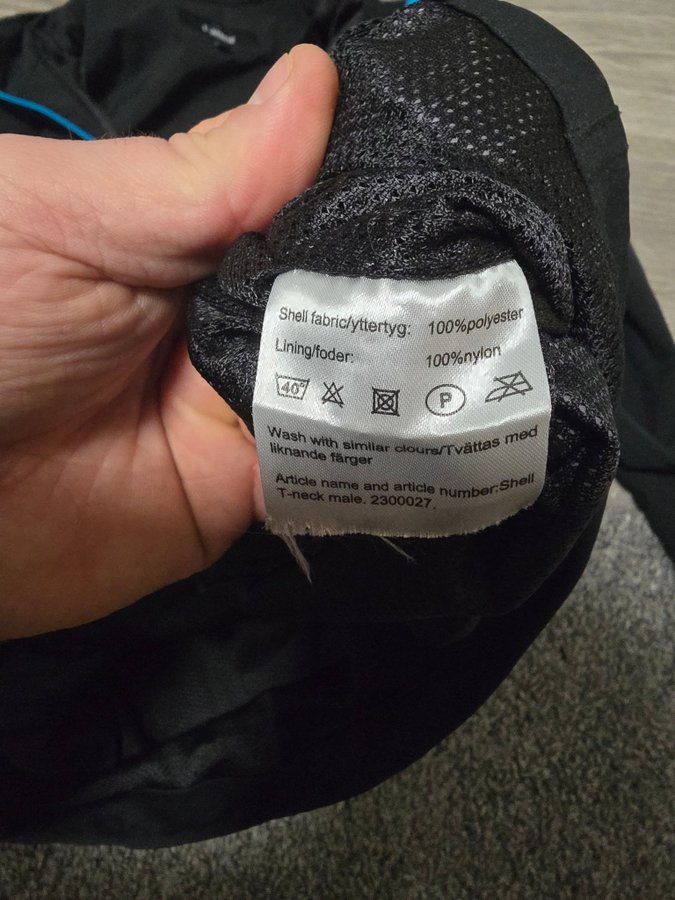 Shell fabric/yttertyg: 100%polyester
Lining/foder: 100%nylon
40° P
Wash with similar clours/Tvättas med
liknande färger
Article name and article number:Shell
T-neck male. 2300027.